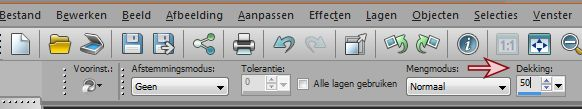 Bestand Bewerken Beeld Afbeelding Aanpassen Effecten Lagen Objecten Selecties Venster
1:1
Voorinst.: Afstemmingsmodus: Tolerantie: Mengmodus: Dekking:
Geen 0 Alle lagen gebruiken Normaal 50